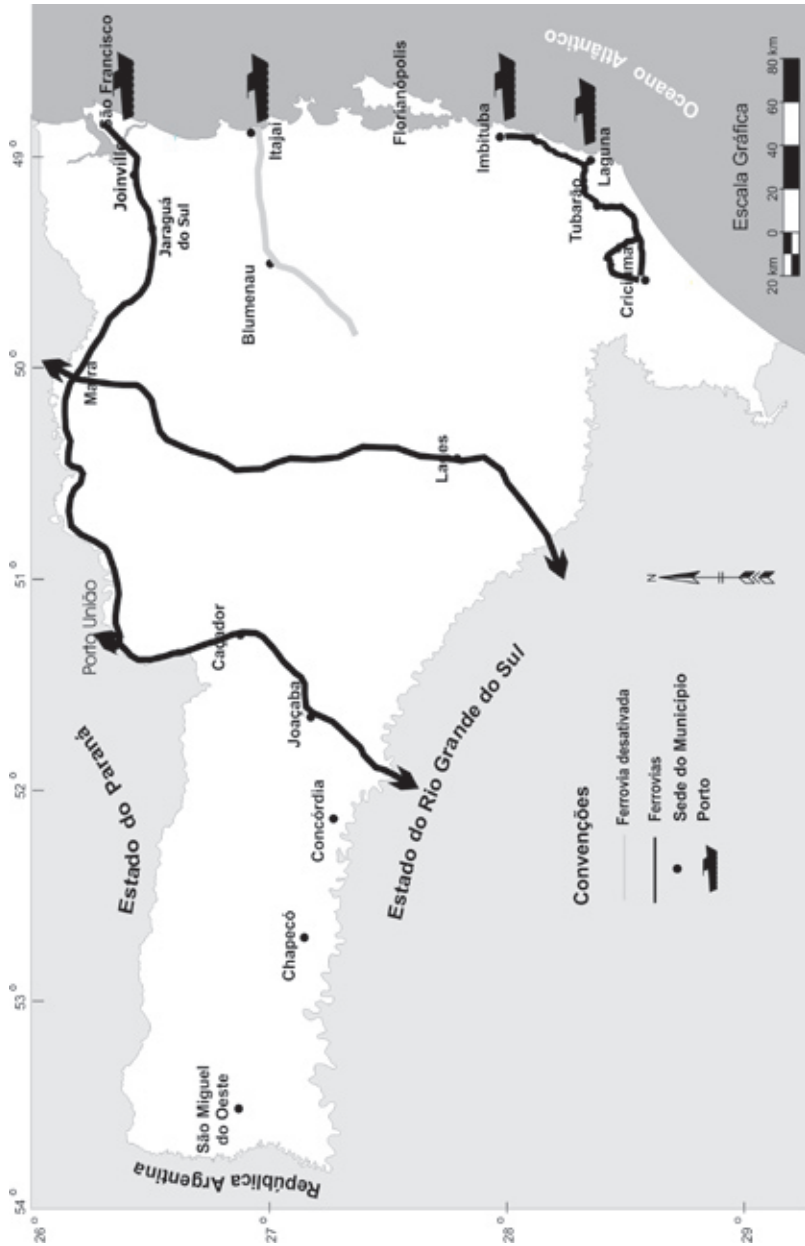 54°
53°
52°
51°
50°
49°
26°
27°
28°
29°
República Argentina
Estado do Paraná
Estado do Rio Grande do Sul
Oceano Atlântico
São Miguel
do Oeste
Chapecó
Concórdia
Joaçaba
Caçador
Porto União
Mafra
Lages
Jaraguá
do Sul
Joinville
São Francisco
Blumenau
Itajaí
Florianópolis
Imbituba
Tubarão
Laguna
Criciúma
N
Convenções
Ferrovia desativada
Ferrovias
Sede do Município
Porto
Escala Gráfica
20 km 0 20 40 60 80 km